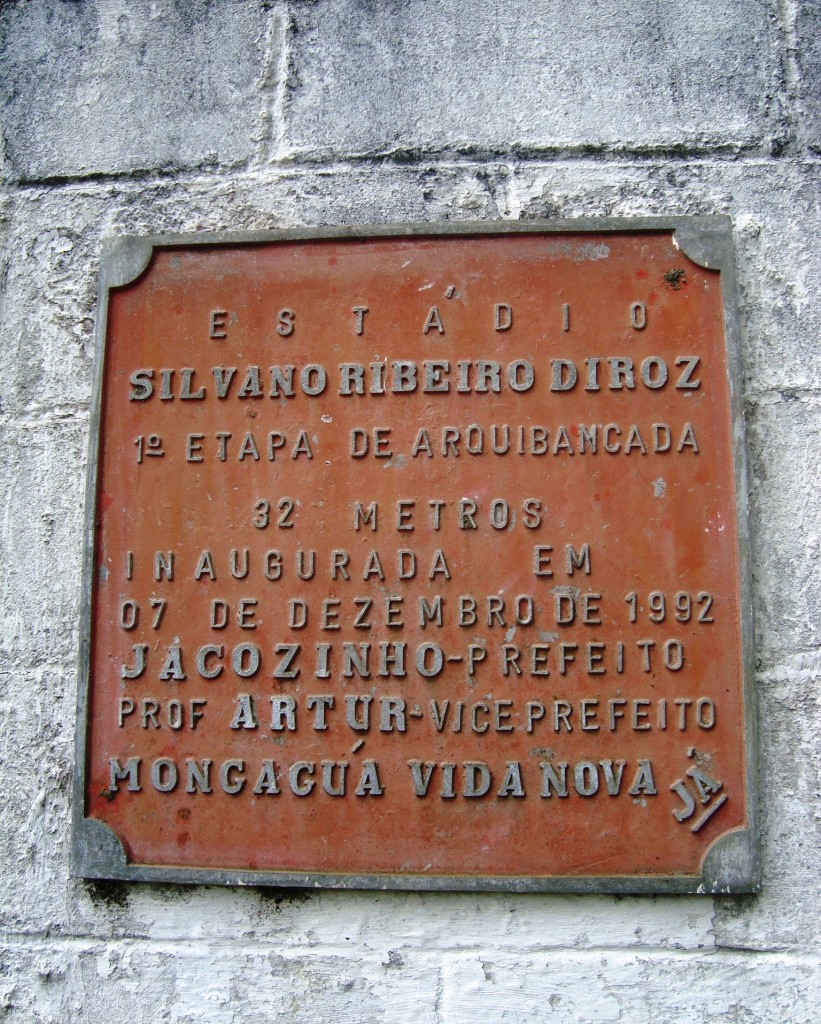 ESTÁDIO
SILVANO RIBEIRO DIROZ
1º ETAPA DE ARQUIBANCADA
32 METROS
INAUGURADA EM
07 DE DEZEMBRO DE 1992
JACOZINHO-PREFEITO
PROF ARTUR-VICE.PREFEITO
MONGAGUÁ VIDA NOVA JÁ